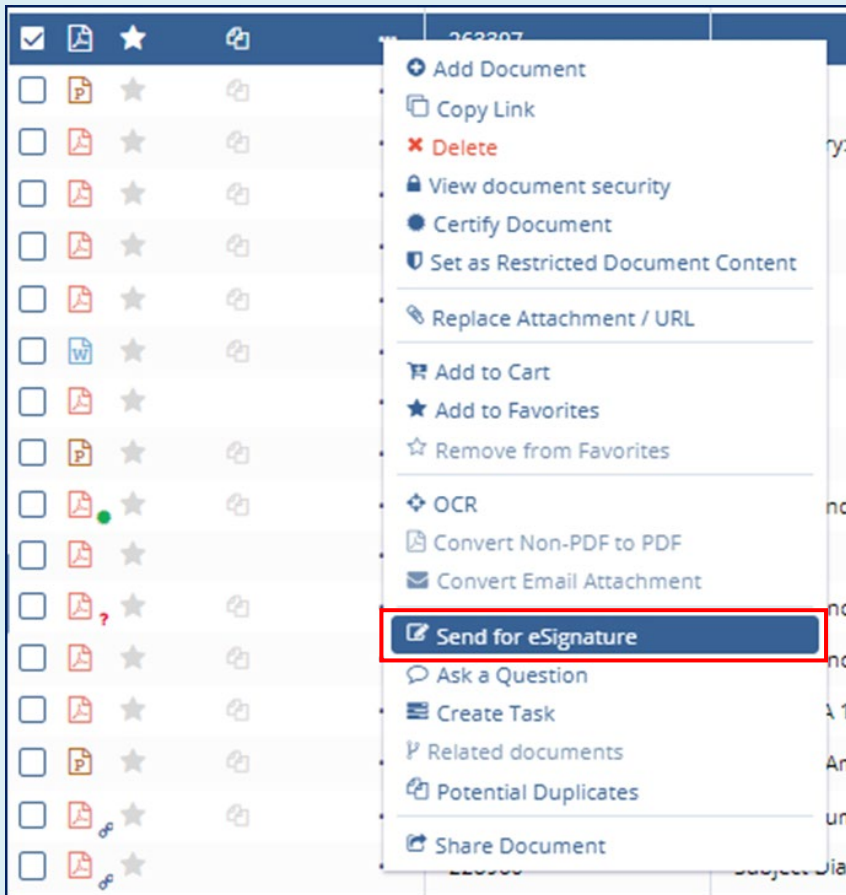 263397
Add Document
Copy Link
Delete
View document security
Certify Document
Set as Restricted Document Content
Replace Attachment / URL
Add to Cart
Add to Favorites
Remove from Favorites
OCR
Convert Non-PDF to PDF
Convert Email Attachment
Send for eSignature
Ask a Question
Create Task
Related documents
Potential Duplicates
Share Document